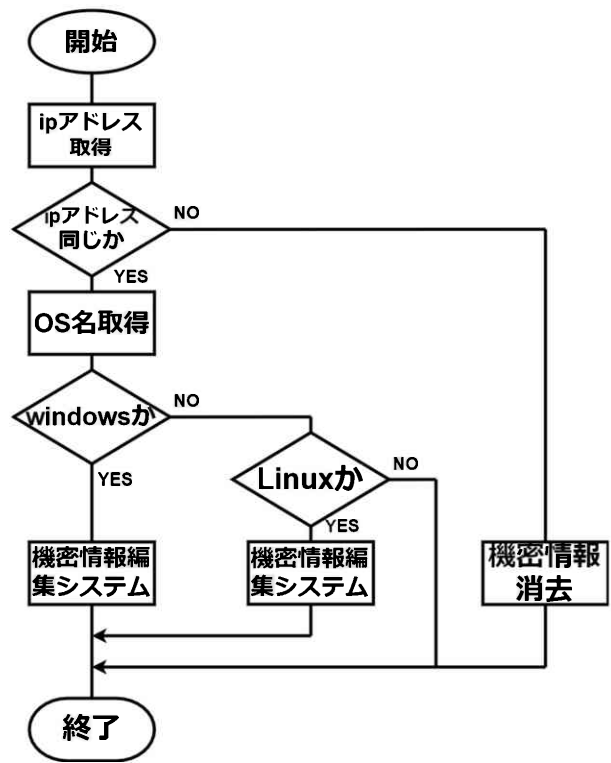 開始
ipアドレス
取得
ipアドレス
同じか
NO
YES
OS名取得
windowsか
NO
YES
Linuxか
NO
YES
機密情報編
集システム
機密情報編
集システム
機密情報
消去
終了